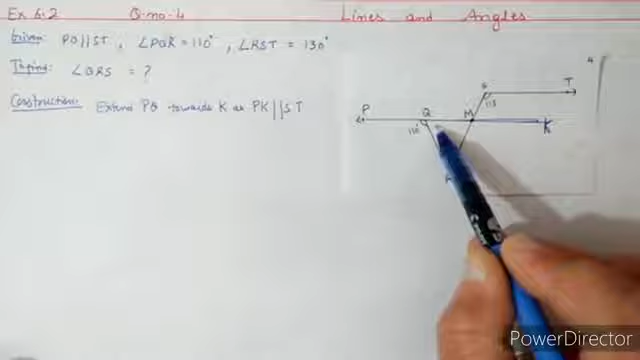 Ex 6.2 Q.no.4 Lines and Angles
Given: PQ||ST, ∠PQR = 110°, ∠RST = 130°
To find: ∠QRS = ?
Construction: Extend PQ towards K as PK||ST
S T
P Q M K
110°
PowerDirector